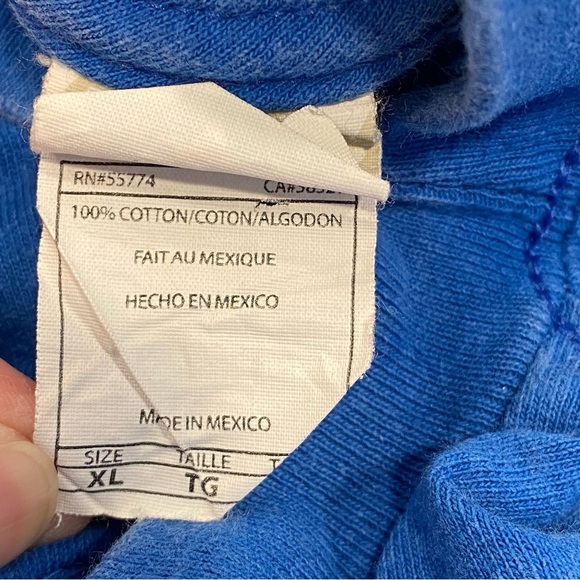 RN#55774
100% COTTON/COTON/ALGODON
FAIT AU MEXIQUE
HECHO EN MEXICO
MADE IN MEXICO
SIZE TAILLE
XL TG